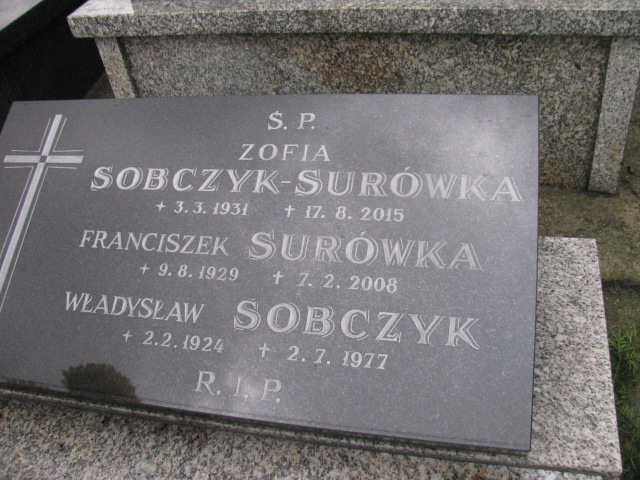 Ś. P.
ZOFIA
SOBCZYK-SURÓWKA
+ 3.3.1931 + 17. 8. 2015
FRANCISZEK SURÓWKA
+ 9.8.1929 + 7. 2. 2008
WŁADYSŁAW SOBCZYK
+ 2.2.1924 + 2. 7. 1977
R. I. P.